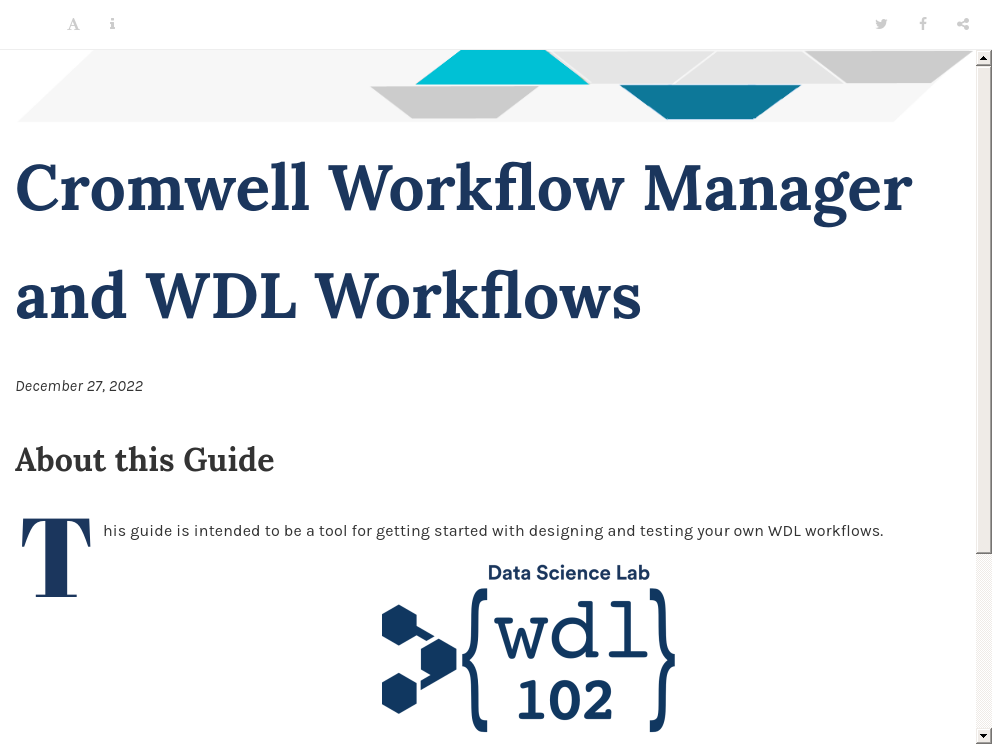 A
Cromwell Workflow Manager
and WDL Workflows
December 27, 2022
About this Guide
This guide is intended to be a tool for getting started with designing and testing your own WDL workflows.
Data Science Lab
{wdl
102}